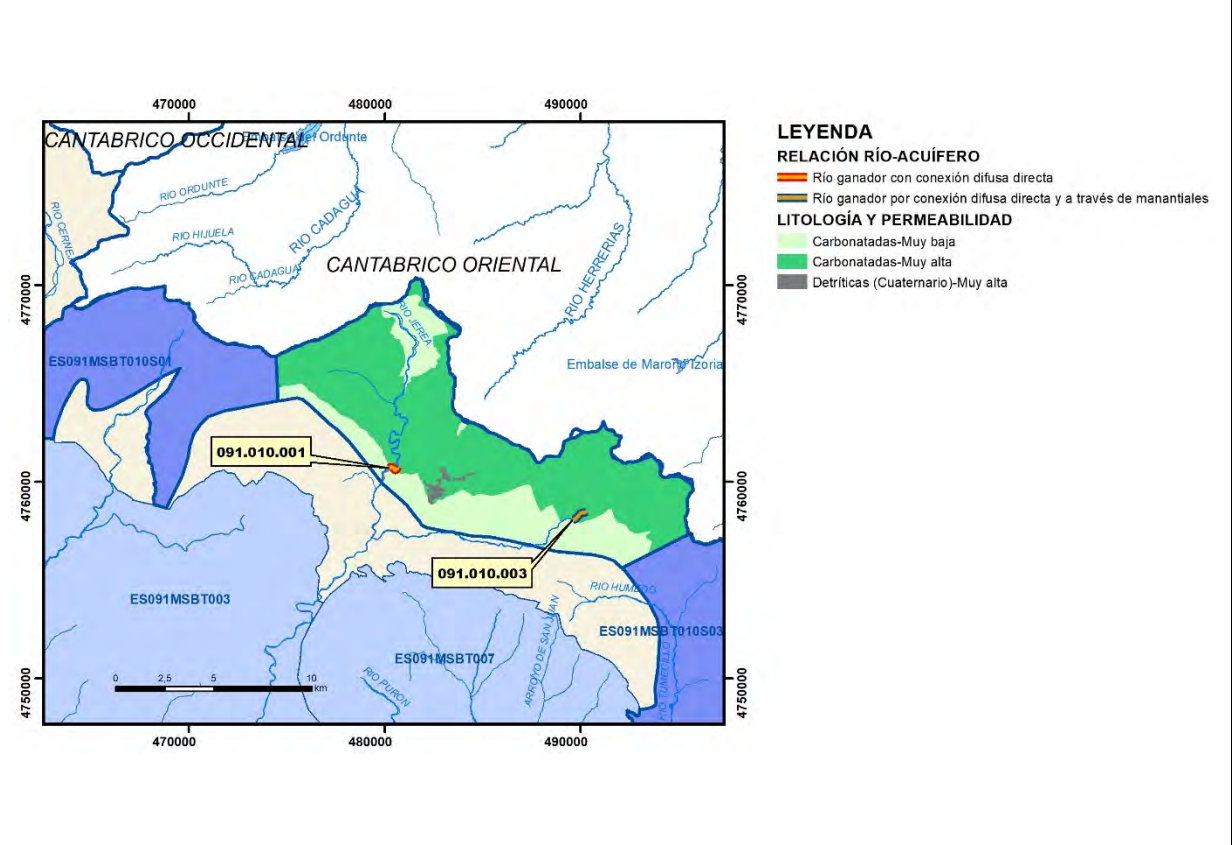 470000 480000 490000
CANTABRICO OCCIDENTAL
Ordunte
RIO ORDUNTE
RIO CERNE
RIO HIJUELA
RIO CADAGUA
RIO CADAGUA
CANTABRICO ORIENTAL
RIO HERRERIAS
4770000
4770000
RIO JEREA
ES091MSBT010S01
Embalse de Maroño Izoria
091.010.001
4760000
4760000
091.010.003
RIO HUMEDO
ES091MSBT003
ES091MSBT010S03
ES091MSBT007
ARROYO DE SAN JUAN
RIO PURON
RIO TUMECILLO
0 2,5 5 10
km
4750000
4750000
470000 480000 490000
LEYENDA
RELACIÓN RÍO-ACUÍFERO
Río ganador con conexión difusa directa
Río ganador por conexión difusa directa y a través de manantiales
LITOLOGÍA Y PERMEABILIDAD
Carbonatadas-Muy baja
Carbonatadas-Muy alta
Detríticas (Cuaternario)-Muy alta